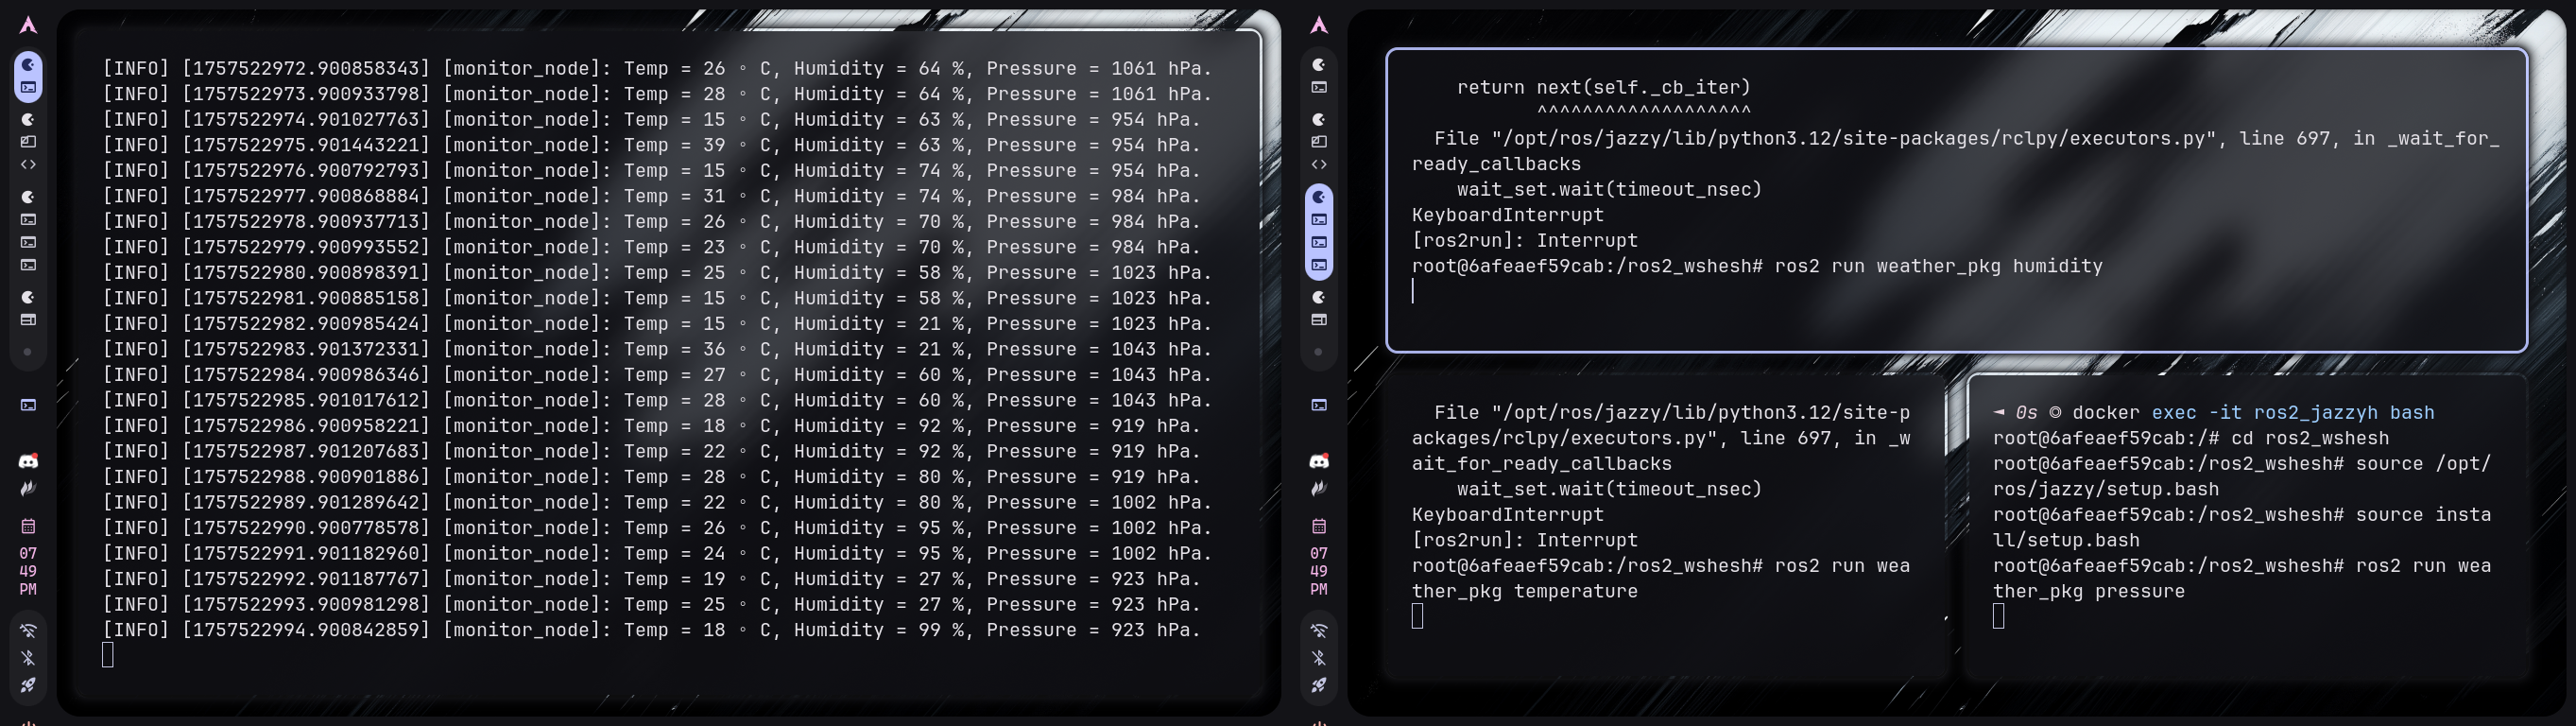 [INFO] [1757522972.900858343] [monitor_node]: Temp = 26 ◦ C, Humidity = 64 %, Pressure = 1061 hPa.
[INFO] [1757522973.900933798] [monitor_node]: Temp = 28 ◦ C, Humidity = 64 %, Pressure = 1061 hPa.
[INFO] [1757522974.901027763] [monitor_node]: Temp = 15 ◦ C, Humidity = 63 %, Pressure = 954 hPa.
[INFO] [1757522975.901443221] [monitor_node]: Temp = 39 ◦ C, Humidity = 63 %, Pressure = 954 hPa.
[INFO] [1757522976.900792793] [monitor_node]: Temp = 15 ◦ C, Humidity = 74 %, Pressure = 954 hPa.
[INFO] [1757522977.900868884] [monitor_node]: Temp = 31 ◦ C, Humidity = 74 %, Pressure = 984 hPa.
[INFO] [1757522978.900937713] [monitor_node]: Temp = 26 ◦ C, Humidity = 70 %, Pressure = 984 hPa.
[INFO] [1757522979.900993552] [monitor_node]: Temp = 23 ◦ C, Humidity = 70 %, Pressure = 984 hPa.
[INFO] [1757522980.900898391] [monitor_node]: Temp = 25 ◦ C, Humidity = 58 %, Pressure = 1023 hPa.
[INFO] [1757522981.900885158] [monitor_node]: Temp = 15 ◦ C, Humidity = 58 %, Pressure = 1023 hPa.
[INFO] [1757522982.900985424] [monitor_node]: Temp = 15 ◦ C, Humidity = 21 %, Pressure = 1023 hPa.
[INFO] [1757522983.901372331] [monitor_node]: Temp = 36 ◦ C, Humidity = 21 %, Pressure = 1043 hPa.
[INFO] [1757522984.900986346] [monitor_node]: Temp = 27 ◦ C, Humidity = 60 %, Pressure = 1043 hPa.
[INFO] [1757522985.901017612] [monitor_node]: Temp = 28 ◦ C, Humidity = 60 %, Pressure = 1043 hPa.
[INFO] [1757522986.900958221] [monitor_node]: Temp = 18 ◦ C, Humidity = 92 %, Pressure = 919 hPa.
[INFO] [1757522987.901207683] [monitor_node]: Temp = 22 ◦ C, Humidity = 92 %, Pressure = 919 hPa.
[INFO] [1757522988.900901886] [monitor_node]: Temp = 28 ◦ C, Humidity = 80 %, Pressure = 919 hPa.
[INFO] [1757522989.901289642] [monitor_node]: Temp = 22 ◦ C, Humidity = 80 %, Pressure = 1002 hPa.
[INFO] [1757522990.900778578] [monitor_node]: Temp = 26 ◦ C, Humidity = 95 %, Pressure = 1002 hPa.
[INFO] [1757522991.901182960] [monitor_node]: Temp = 24 ◦ C, Humidity = 95 %, Pressure = 1002 hPa.
[INFO] [1757522992.901187767] [monitor_node]: Temp = 19 ◦ C, Humidity = 27 %, Pressure = 923 hPa.
[INFO] [1757522993.900981298] [monitor_node]: Temp = 25 ◦ C, Humidity = 27 %, Pressure = 923 hPa.
[INFO] [1757522994.900842859] [monitor_node]: Temp = 18 ◦ C, Humidity = 99 %, Pressure = 923 hPa.
07
49
PM
return next(self._cb_iter)
^^^^^^^^^^^^^^^^^^^
File "/opt/ros/jazzy/lib/python3.12/site-packages/rclpy/executors.py", line 697, in _wait_for_
ready_callbacks
wait_set.wait(timeout_nsec)
KeyboardInterrupt
[ros2run]: Interrupt
root@6afeaef59cab:/ros2_wshesh# ros2 run weather_pkg humidity
07
49
PM
File "/opt/ros/jazzy/lib/python3.12/site-p
ackages/rclpy/executors.py", line 697, in _w
ait_for_ready_callbacks
wait_set.wait(timeout_nsec)
KeyboardInterrupt
[ros2run]: Interrupt
root@6afeaef59cab:/ros2_wshesh# ros2 run wea
ther_pkg temperature
0s docker exec -it ros2_jazzyh bash
root@6afeaef59cab:/# cd ros2_wshesh
root@6afeaef59cab:/ros2_wshesh# source /opt/
ros/jazzy/setup.bash
root@6afeaef59cab:/ros2_wshesh# source insta
ll/setup.bash
root@6afeaef59cab:/ros2_wshesh# ros2 run wea
ther_pkg pressure